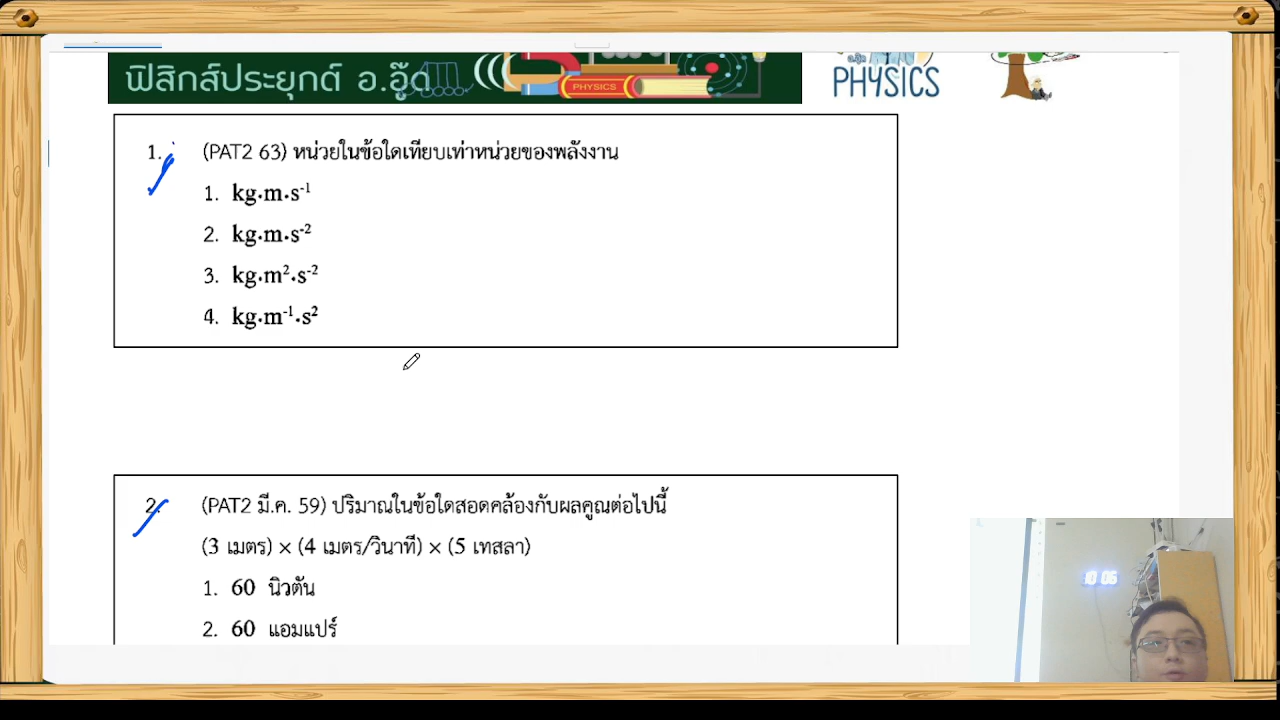 ฟิสิกส์ประยุกต์ อ.อู๊ด
PHYSICS
อ.อู๊ด
PHYSICS
1. (PAT2 63) หน่วยในข้อใดเทียบเท่าหน่วยของพลังงาน
1. kg·m·s⁻¹
2. kg·m·s⁻²
3. kg·m²·s⁻²
4. kg·m⁻¹·s²
2. (PAT2 มี.ค. 59) ปริมาณในข้อใดสอดคล้องกับผลคูณต่อไปนี้
(3 เมตร) × (4 เมตร/วินาที) × (5 เทสลา)
1. 60 นิวตัน
2. 60 แอมแปร์
10 06